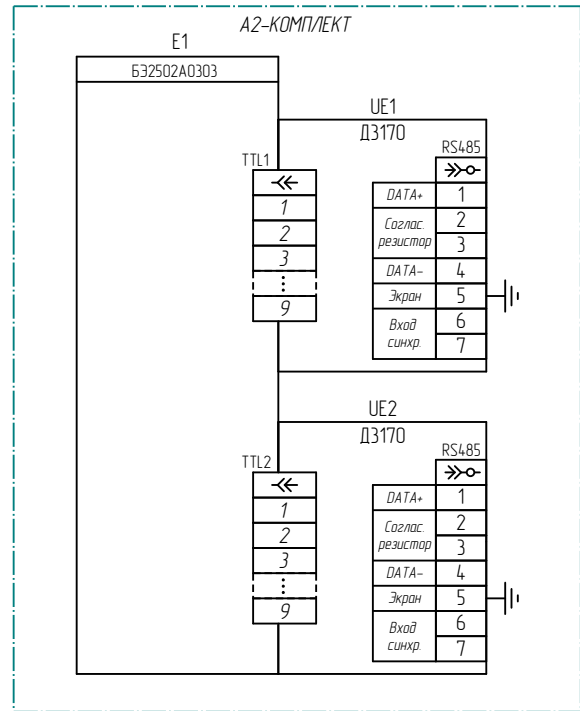 А2-КОМПЛЕКТ
E1
БЭ2502А0303
UE1
Д3170
RS485
TTL1
1
2
3
9
DATA+ 1
Соглас. 2
резистор 3
DATA- 4
Экран 5
Вход 6
синхр. 7
UE2
Д3170
RS485
TTL2
1
2
3
9
DATA+ 1
Соглас. 2
резистор 3
DATA- 4
Экран 5
Вход 6
синхр. 7